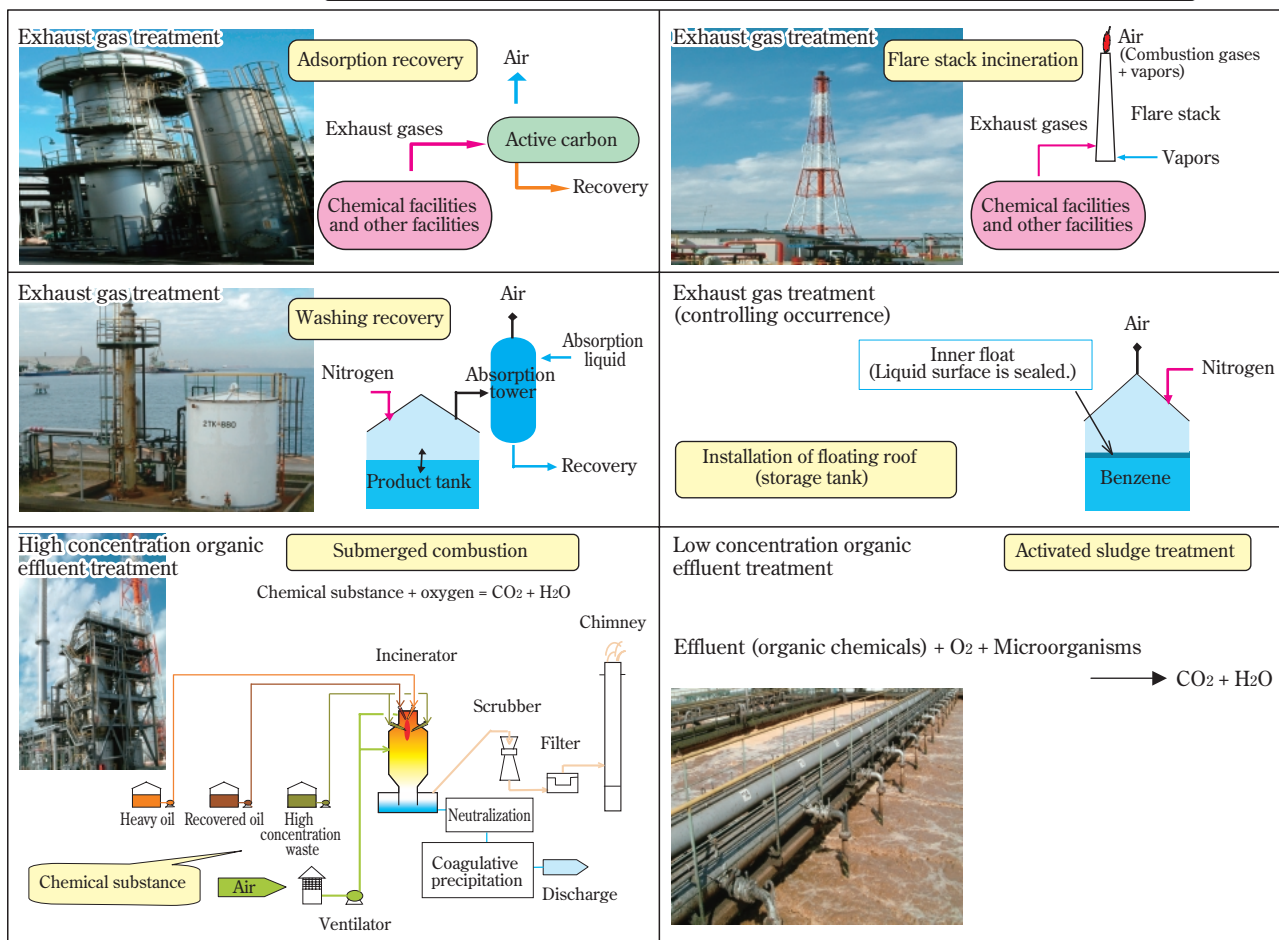 Exhaust gas treatment
Adsorption recovery
Air
Exhaust gases
Active carbon
Recovery
Chemical facilities
and other facilities
Exhaust gas treatment
Flare stack incineration
Air
(Combustion gases
+ vapors)
Flare stack
Exhaust gases
Vapors
Chemical facilities
and other facilities
Exhaust gas treatment
Washing recovery
Air
Absorption
liquid
Nitrogen
Absorption
tower
Recovery
Product tank
2TK-880
Exhaust gas treatment
(controlling occurrence)
Air
Inner float
(Liquid surface is sealed.)
Nitrogen
Installation of floating roof
(storage tank)
Benzene
High concentration organic
effluent treatment
Submerged combustion
Chemical substance + oxygen = CO2 + H2O
Chimney
Incinerator
Scrubber
Filter
Heavy oil
Recovered oil
High
concentration
waste
Neutralization
Coagulative
precipitation
Discharge
Chemical substance
Air
Ventilator
Low concentration organic
effluent treatment
Activated sludge treatment
Effluent (organic chemicals) + O2 + Microorganisms
CO2 + H2O